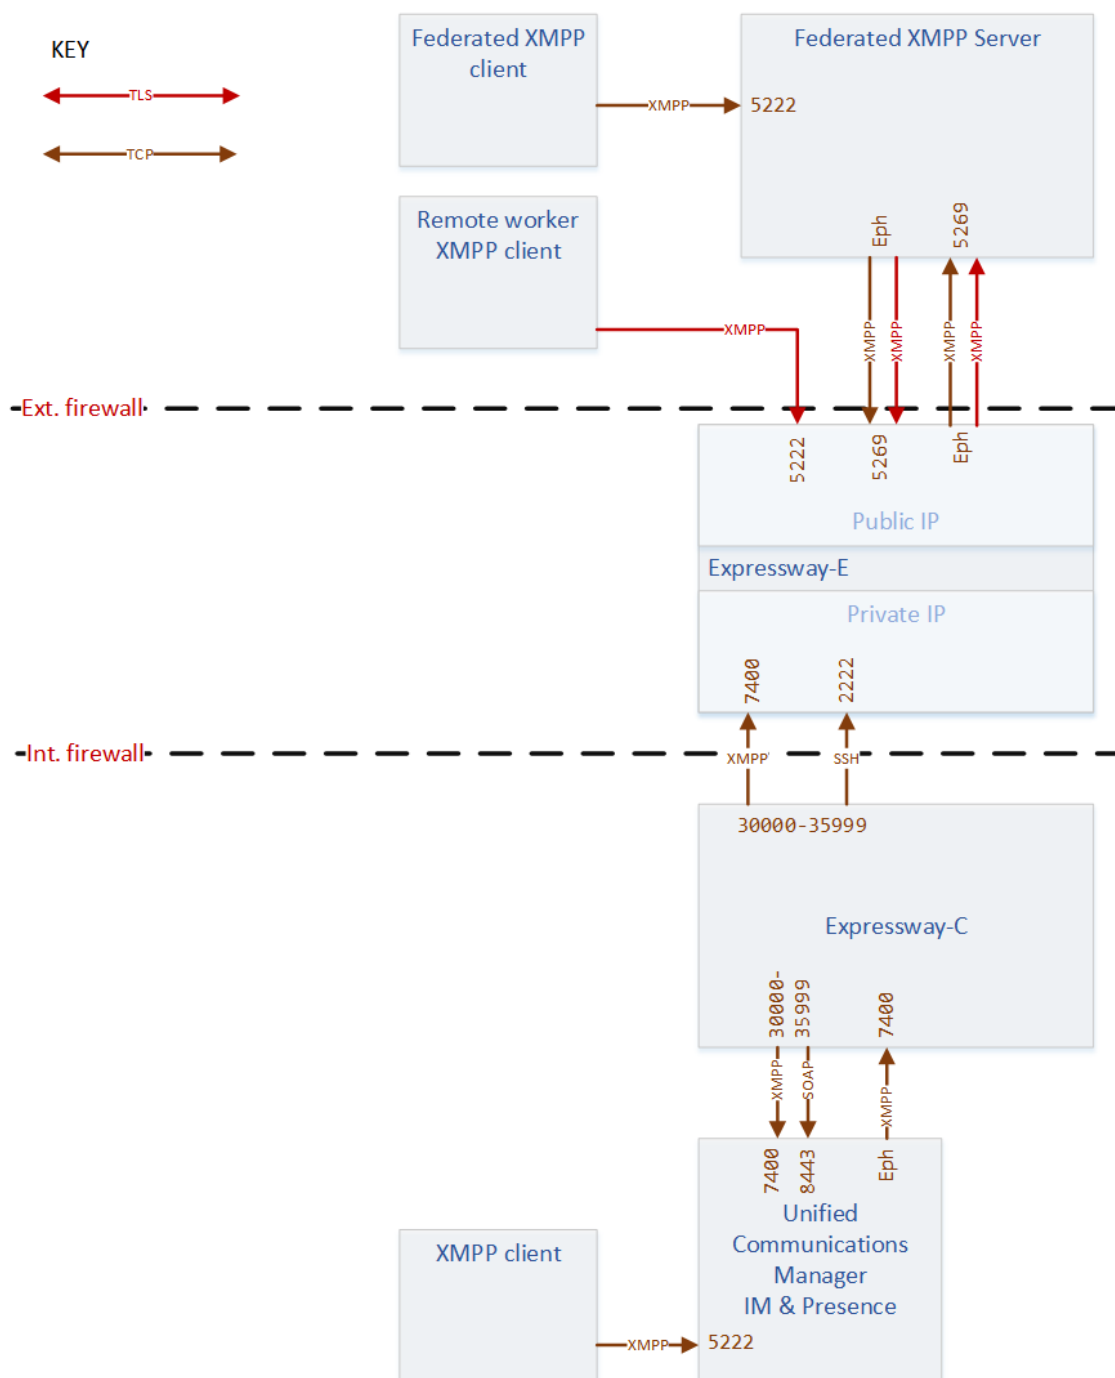 KEY
TLS
TCP
Federated XMPP
client
XMPP
Federated XMPP Server
5222
Eph
5269
Remote worker
XMPP client
XMPP
XMPP
XMPP
XMPP
XMPP
Ext. firewall
5222
5269
Eph
Public IP
Expressway-E
Private IP
7400
2222
Int. firewall
XMPP
SSH
30000-35999
Expressway-C
30000-
35999
7400
XMPP
SOAP
XMPP
7400
8443
Eph
Unified
Communications
Manager
IM & Presence
XMPP client
XMPP
5222